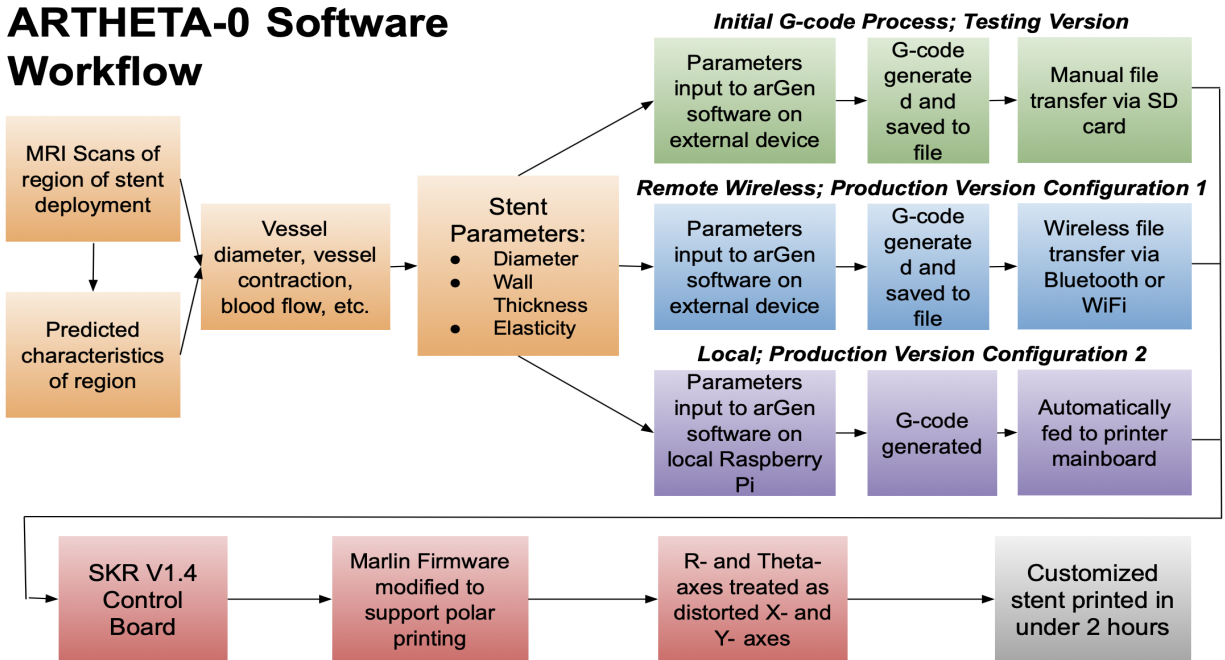 ARTHETA-0 Software
Workflow
MRI Scans of
region of stent
deployment
Predicted
characteristics
of region
Vessel
diameter, vessel
contraction,
blood flow, etc.
Stent
Parameters:
● Diameter
● Wall
Thickness
● Elasticity
Initial G-code Process; Testing Version
Parameters
input to arGen
software on
external device
G-code
generate
d and
saved to
file
Manual file
transfer via SD
card
Remote Wireless; Production Version Configuration 1
Parameters
input to arGen
software on
external device
G-code
generate
d and
saved to
file
Wireless file
transfer via
Bluetooth or
WiFi
Local; Production Version Configuration 2
Parameters
input to arGen
software on
local Raspberry
Pi
G-code
generated
Automatically
fed to printer
mainboard
SKR V1.4
Control
Board
Marlin Firmware
modified to
support polar
printing
R- and Theta-
axes treated as
distorted X- and
Y- axes
Customized
stent printed in
under 2 hours